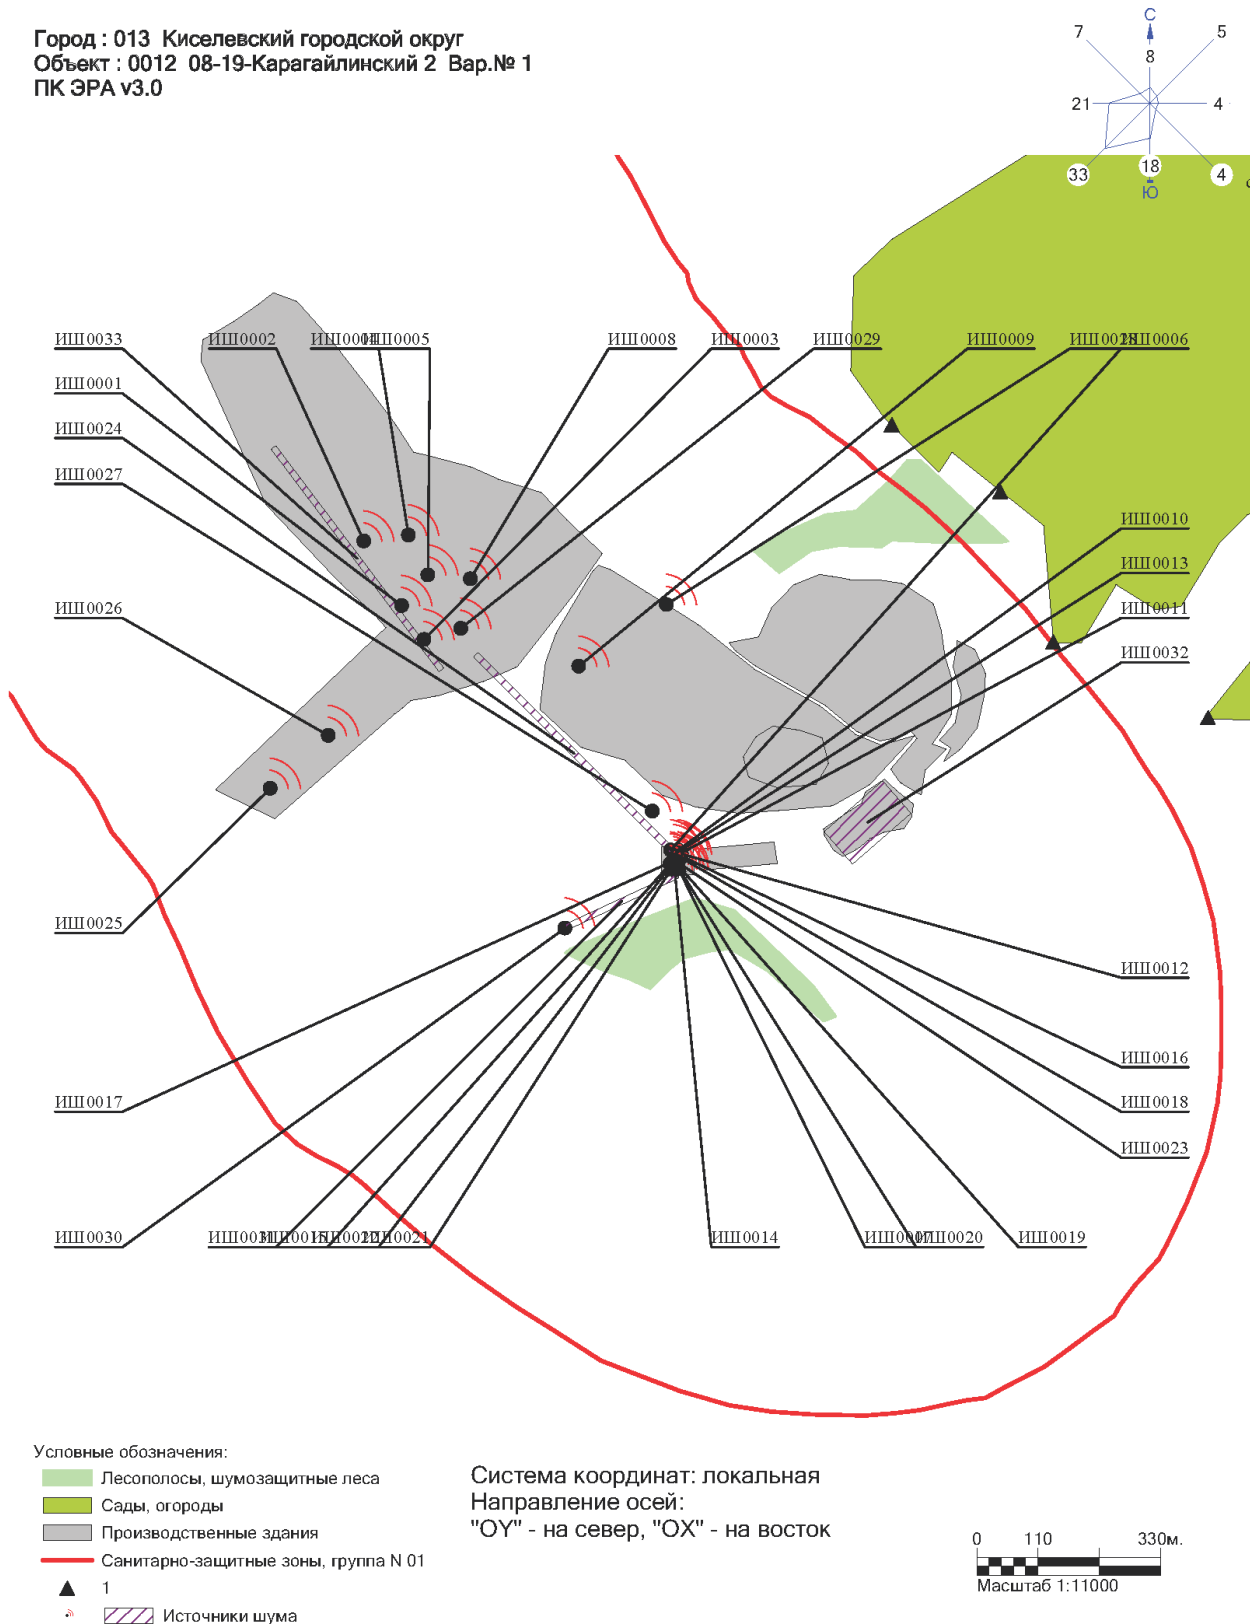 Город : 013 Киселевский городской округ
Объект : 0012 08-19-Карагайлинский 2 Вар.№ 1
ПК ЭРА v3.0
С
7
5
8
21
4
33
18
4
Ю
ИШ0033
ИШ0002
ИШ0005
ИШ0008
ИШ0003
ИШ0029
ИШ0009
ИШ0006
ИШ0001
ИШ0024
ИШ0027
ИШ0010
ИШ0013
ИШ0011
ИШ0026
ИШ0032
ИШ0025
ИШ0012
ИШ0016
ИШ0017
ИШ0018
ИШ0023
ИШ0030
ИШ0021
ИШ0014
ИШ0020
ИШ0019
Условные обозначения:
Лесополосы, шумозащитные леса
Сады, огороды
Производственные здания
Санитарно-защитные зоны, группа N 01
1
Источники шума
Система координат: локальная
Направление осей:
"OY" - на север, "OX" - на восток
0 110 330м.
Масштаб 1:11000